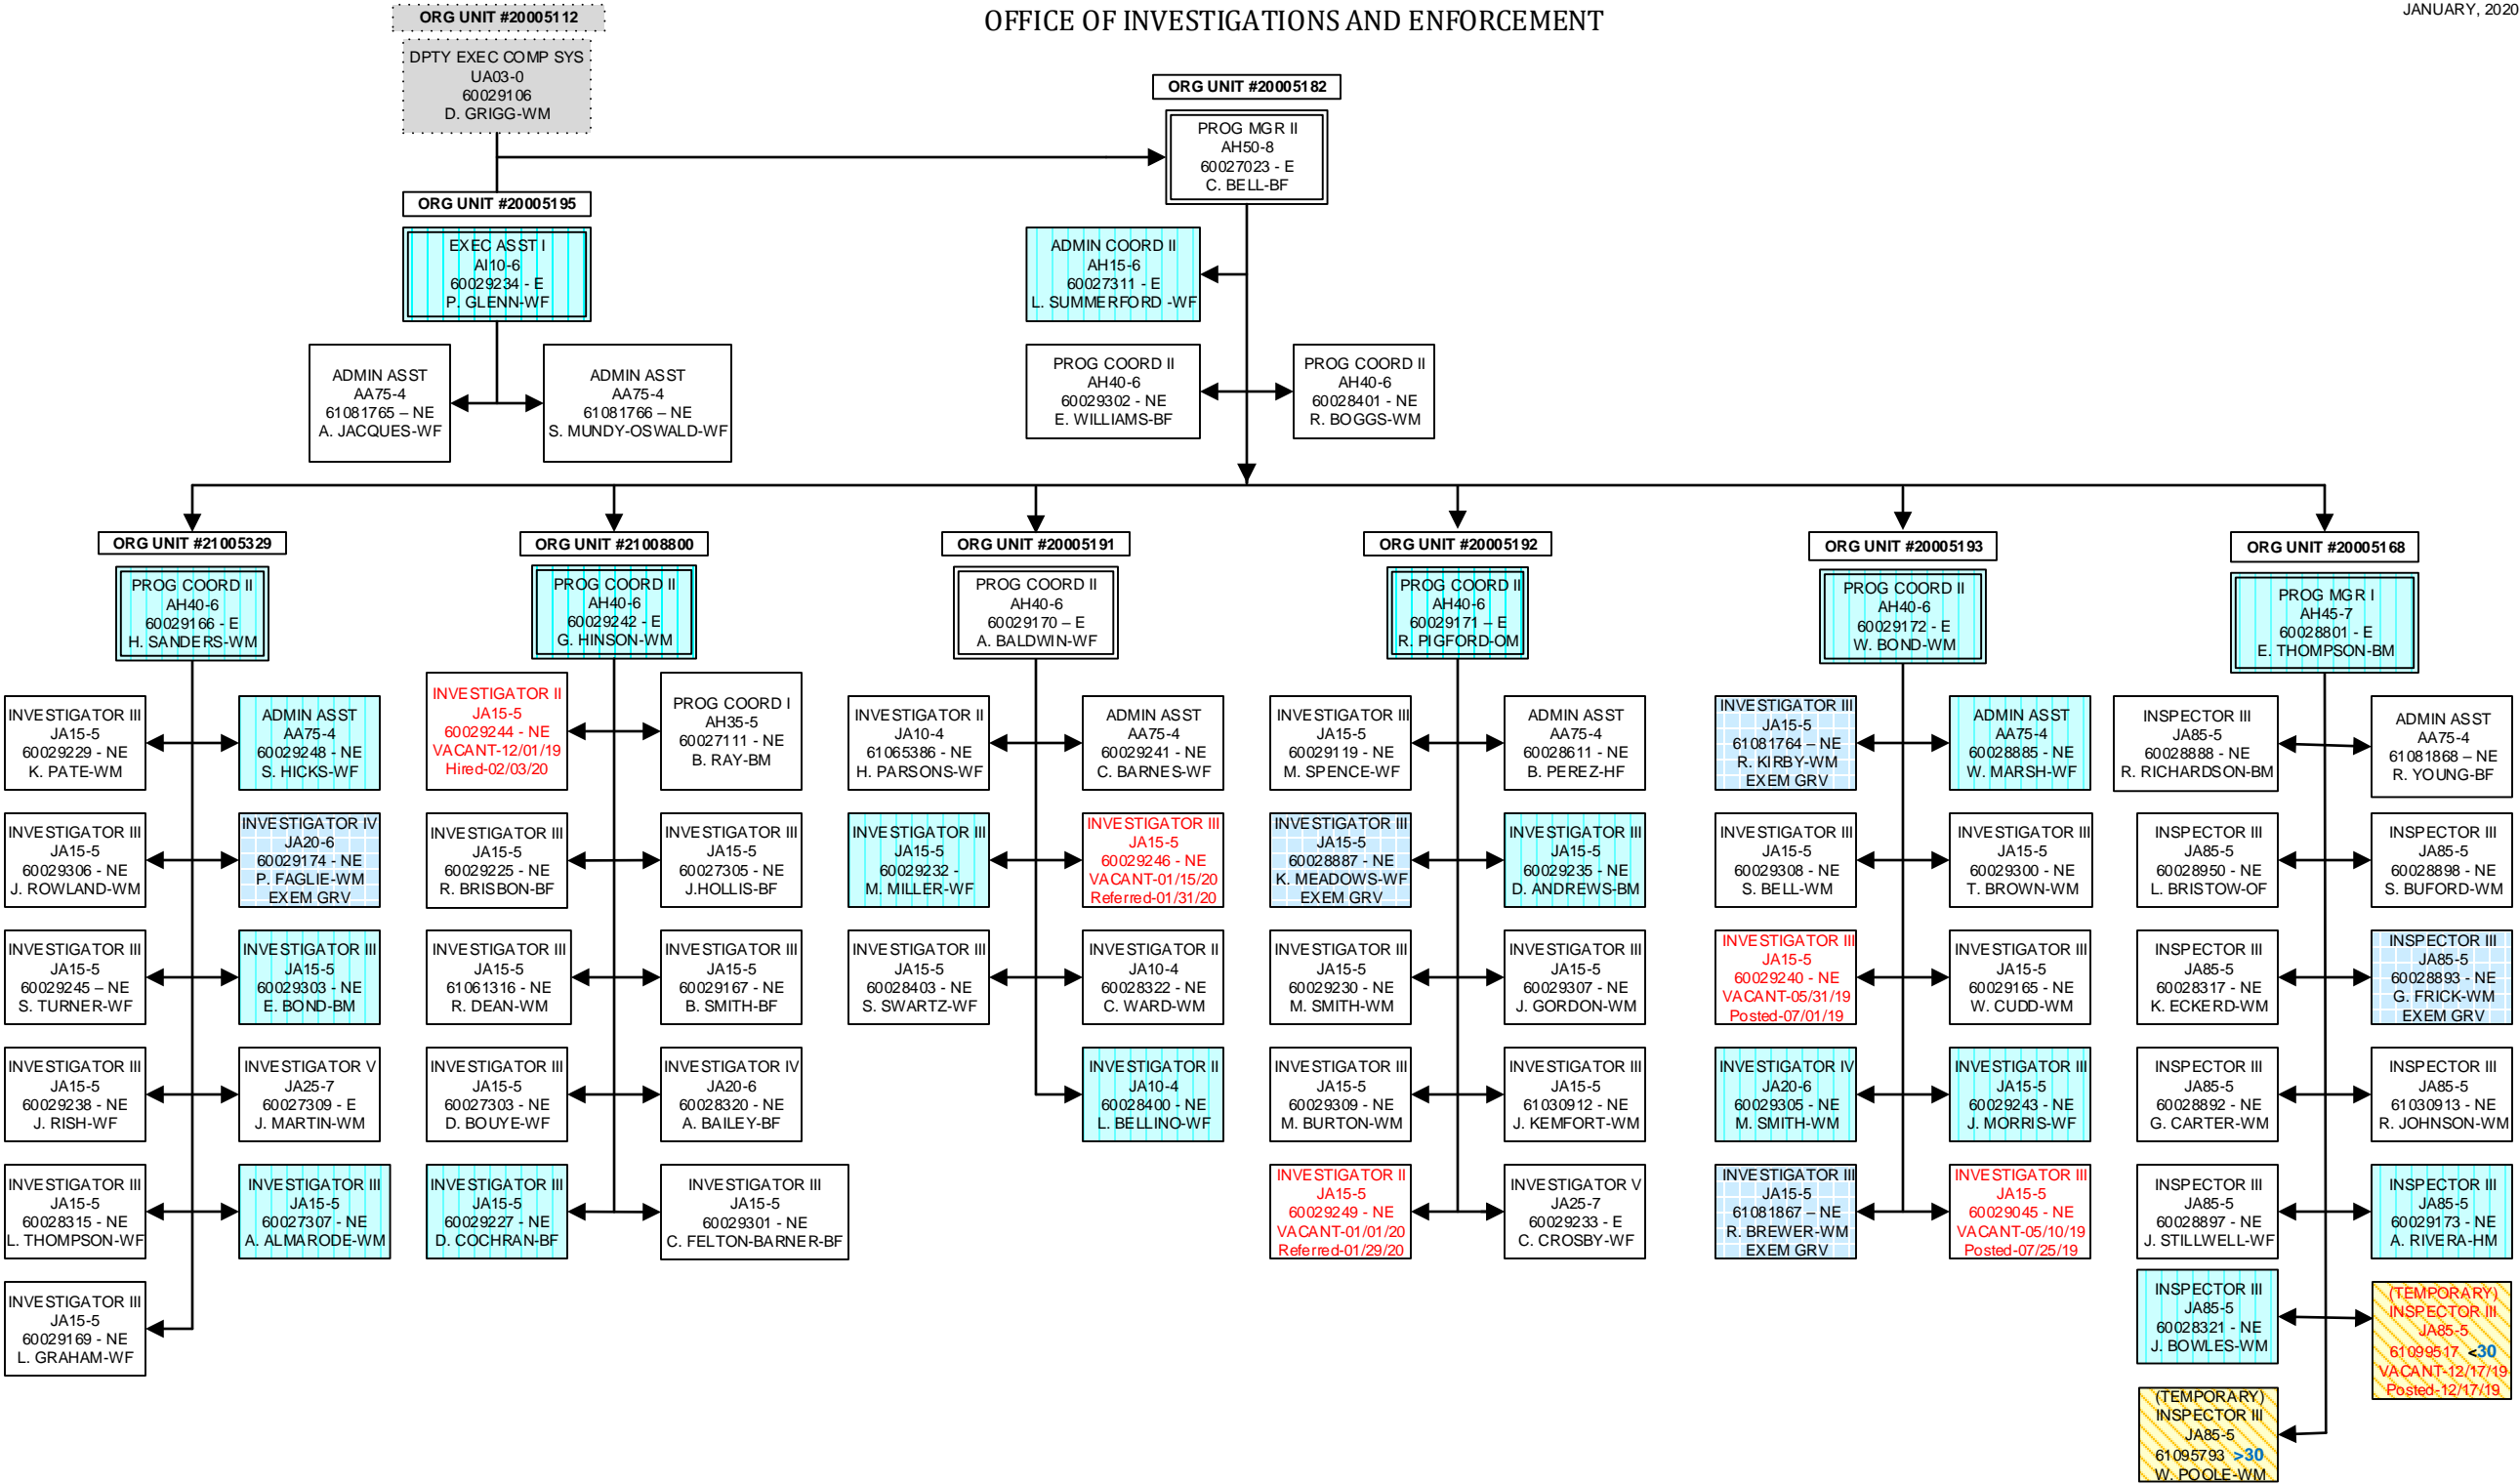 OFFICE OF INVESTIGATIONS AND ENFORCEMENT
JANUARY, 2020
ORG UNIT #20005112
DPTY EXEC COMP SYS
UA03-0
60029106
D. GRIGG-WM
ORG UNIT #20005182
PROG MGR II
AH50-8
60027023 - E
C. BELL-BF
ORG UNIT #20005195
EXEC ASST I
AI10-6
60029234 - E
P. GLENN-WF
ADMIN COORD II
AH15-6
60027311 - E
L. SUMMERFORD -WF
ADMIN ASST
AA75-4
61081765 – NE
A. JACQUES-WF
ADMIN ASST
AA75-4
61081766 – NE
S. MUNDY-OSWALD-WF
PROG COORD II
AH40-6
60029302 - NE
E. WILLIAMS-BF
PROG COORD II
AH40-6
60028401 - NE
R. BOGGS-WM
ORG UNIT #21005329
PROG COORD II
AH40-6
60029166 - E
H. SANDERS-WM
INVESTIGATOR III
JA15-5
60029229 - NE
K. PATE-WM
ADMIN ASST
AA75-4
60029248 - NE
S. HICKS-WF
INVESTIGATOR III
JA15-5
60029306 - NE
J. ROWLAND-WM
INVESTIGATOR IV
JA20-6
60029174 - NE
P. FAGLIE-WM
EXEM GRV
INVESTIGATOR III
JA15-5
60029245 – NE
S. TURNER-WF
INVESTIGATOR III
JA15-5
60029303 - NE
E. BOND-BM
INVESTIGATOR III
JA15-5
60029238 - NE
J. RISH-WF
INVESTIGATOR V
JA25-7
60027309 - E
J. MARTIN-WM
INVESTIGATOR III
JA15-5
60028315 - NE
L. THOMPSON-WF
INVESTIGATOR III
JA15-5
60027307 - NE
A. ALMARODE-WM
INVESTIGATOR III
JA15-5
60029169 - NE
L. GRAHAM-WF
ORG UNIT #21008800
PROG COORD II
AH40-6
60029242 - E
G. HINSON-WM
INVESTIGATOR II
JA15-5
60029244 - NE
VACANT-12/01/19
Hired-02/03/20
PROG COORD I
AH35-5
60027111 - NE
B. RAY-BM
INVESTIGATOR III
JA15-5
60029225 - NE
R. BRISBON-BF
INVESTIGATOR III
JA15-5
60027305 - NE
J.HOLLIS-BF
INVESTIGATOR III
JA15-5
61061316 - NE
R. DEAN-WM
INVESTIGATOR III
JA15-5
60029167 - NE
B. SMITH-BF
INVESTIGATOR III
JA15-5
60027303 - NE
D. BOUYE-WF
INVESTIGATOR IV
JA20-6
60028320 - NE
A. BAILEY-BF
INVESTIGATOR III
JA15-5
60029227 - NE
D. COCHRAN-BF
INVESTIGATOR III
JA15-5
60029301 - NE
C. FELTON-BARNER-BF
ORG UNIT #20005191
PROG COORD II
AH40-6
60029170 – E
A. BALDWIN-WF
INVESTIGATOR II
JA10-4
61065386 - NE
H. PARSONS-WF
ADMIN ASST
AA75-4
60029241 - NE
C. BARNES-WF
INVESTIGATOR III
JA15-5
60029232 -
M. MILLER-WF
INVESTIGATOR III
JA15-5
60029246 - NE
VACANT-01/15/20
Referred-01/31/20
INVESTIGATOR III
JA15-5
60028403 - NE
S. SWARTZ-WF
INVESTIGATOR II
JA10-4
60028322 - NE
C. WARD-WM
INVESTIGATOR II
JA10-4
60028400 - NE
L. BELLINO-WF
ORG UNIT #20005192
PROG COORD II
AH40-6
60029171 – E
R. PIGFORD-OM
INVESTIGATOR III
JA15-5
60029119 - NE
M. SPENCE-WF
ADMIN ASST
AA75-4
60028611 - NE
B. PEREZ-HF
INVESTIGATOR III
JA15-5
60028887 - NE
K. MEADOWS-WF
EXEM GRV
INVESTIGATOR III
JA15-5
60029235 - NE
D. ANDREWS-BM
INVESTIGATOR III
JA15-5
60029230 - NE
M. SMITH-WM
INVESTIGATOR III
JA15-5
60029307 - NE
J. GORDON-WM
INVESTIGATOR III
JA15-5
60029309 - NE
M. BURTON-WM
INVESTIGATOR III
JA15-5
61030912 - NE
J. KEMFORT-WM
INVESTIGATOR II
JA15-5
60029249 - NE
VACANT-01/01/20
Referred-01/29/20
INVESTIGATOR V
JA25-7
60029233 - E
C. CROSBY-WF
ORG UNIT #20005193
PROG COORD II
AH40-6
60029172 - E
W. BOND-WM
INVESTIGATOR III
JA15-5
61081764 – NE
R. KIRBY-WM
EXEM GRV
ADMIN ASST
AA75-4
60028885 - NE
W. MARSH-WF
INVESTIGATOR III
JA15-5
60029308 - NE
S. BELL-WM
INVESTIGATOR III
JA15-5
60029300 - NE
T. BROWN-WM
INVESTIGATOR III
JA15-5
60029240 - NE
VACANT-05/31/19
Posted-07/01/19
INVESTIGATOR III
JA15-5
60029165 - NE
W. CUDD-WM
INVESTIGATOR IV
JA20-6
60029305 - NE
M. SMITH-WM
INVESTIGATOR III
JA15-5
60029243 - NE
J. MORRIS-WF
INVESTIGATOR III
JA15-5
61081867 – NE
R. BREWER-WM
EXEM GRV
INVESTIGATOR III
JA15-5
60029045 - NE
VACANT-05/10/19
Posted-07/25/19
ORG UNIT #20005168
PROG MGR I
AH45-7
60028801 - E
E. THOMPSON-BM
INSPECTOR III
JA85-5
60028888 - NE
R. RICHARDSON-BM
ADMIN ASST
AA75-4
61081868 – NE
R. YOUNG-BF
INSPECTOR III
JA85-5
60028950 - NE
L. BRISTOW-OF
INSPECTOR III
JA85-5
60028898 - NE
S. BUFORD-WM
INSPECTOR III
JA85-5
60028317 - NE
K. ECKERD-WM
INSPECTOR III
JA85-5
60028893 - NE
G. FRICK-WM
EXEM GRV
INSPECTOR III
JA85-5
60028892 - NE
G. CARTER-WM
INSPECTOR III
JA85-5
61030913 - NE
R. JOHNSON-WM
INSPECTOR III
JA85-5
60028897 - NE
J. STILLWELL-WF
INSPECTOR III
JA85-5
60029173 - NE
A. RIVERA-HM
INSPECTOR III
JA85-5
60028321 - NE
J. BOWLES-WM
(TEMPORARY)
INSPECTOR III
JA85-5
61099517 <30
VACANT-12/17/19
Posted-12/17/19
(TEMPORARY)
INSPECTOR III
JA85-5
61095793 >30
W. POOLE-WM